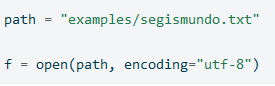 path = "examples/segismundo.txt"
f = open(path, encoding="utf-8")